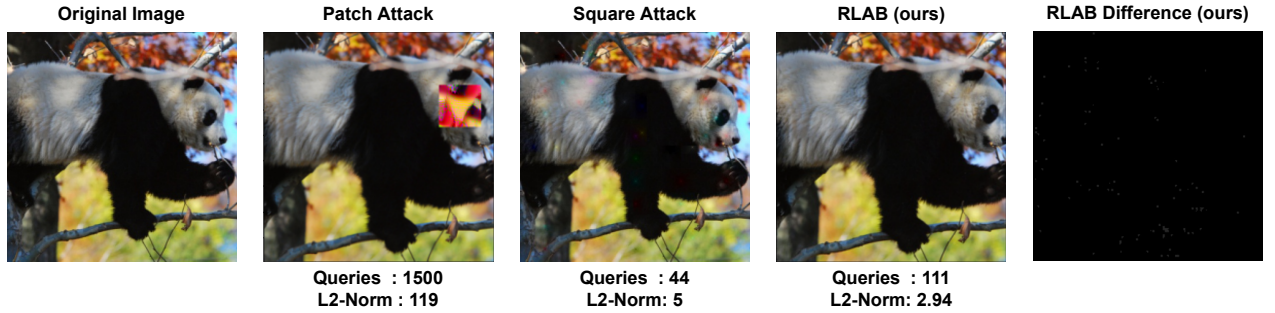 Original Image
Patch Attack
Square Attack
RLAB (ours)
RLAB Difference (ours)
Queries : 1500
L2-Norm : 119
Queries : 44
L2-Norm: 5
Queries : 111
L2-Norm: 2.94